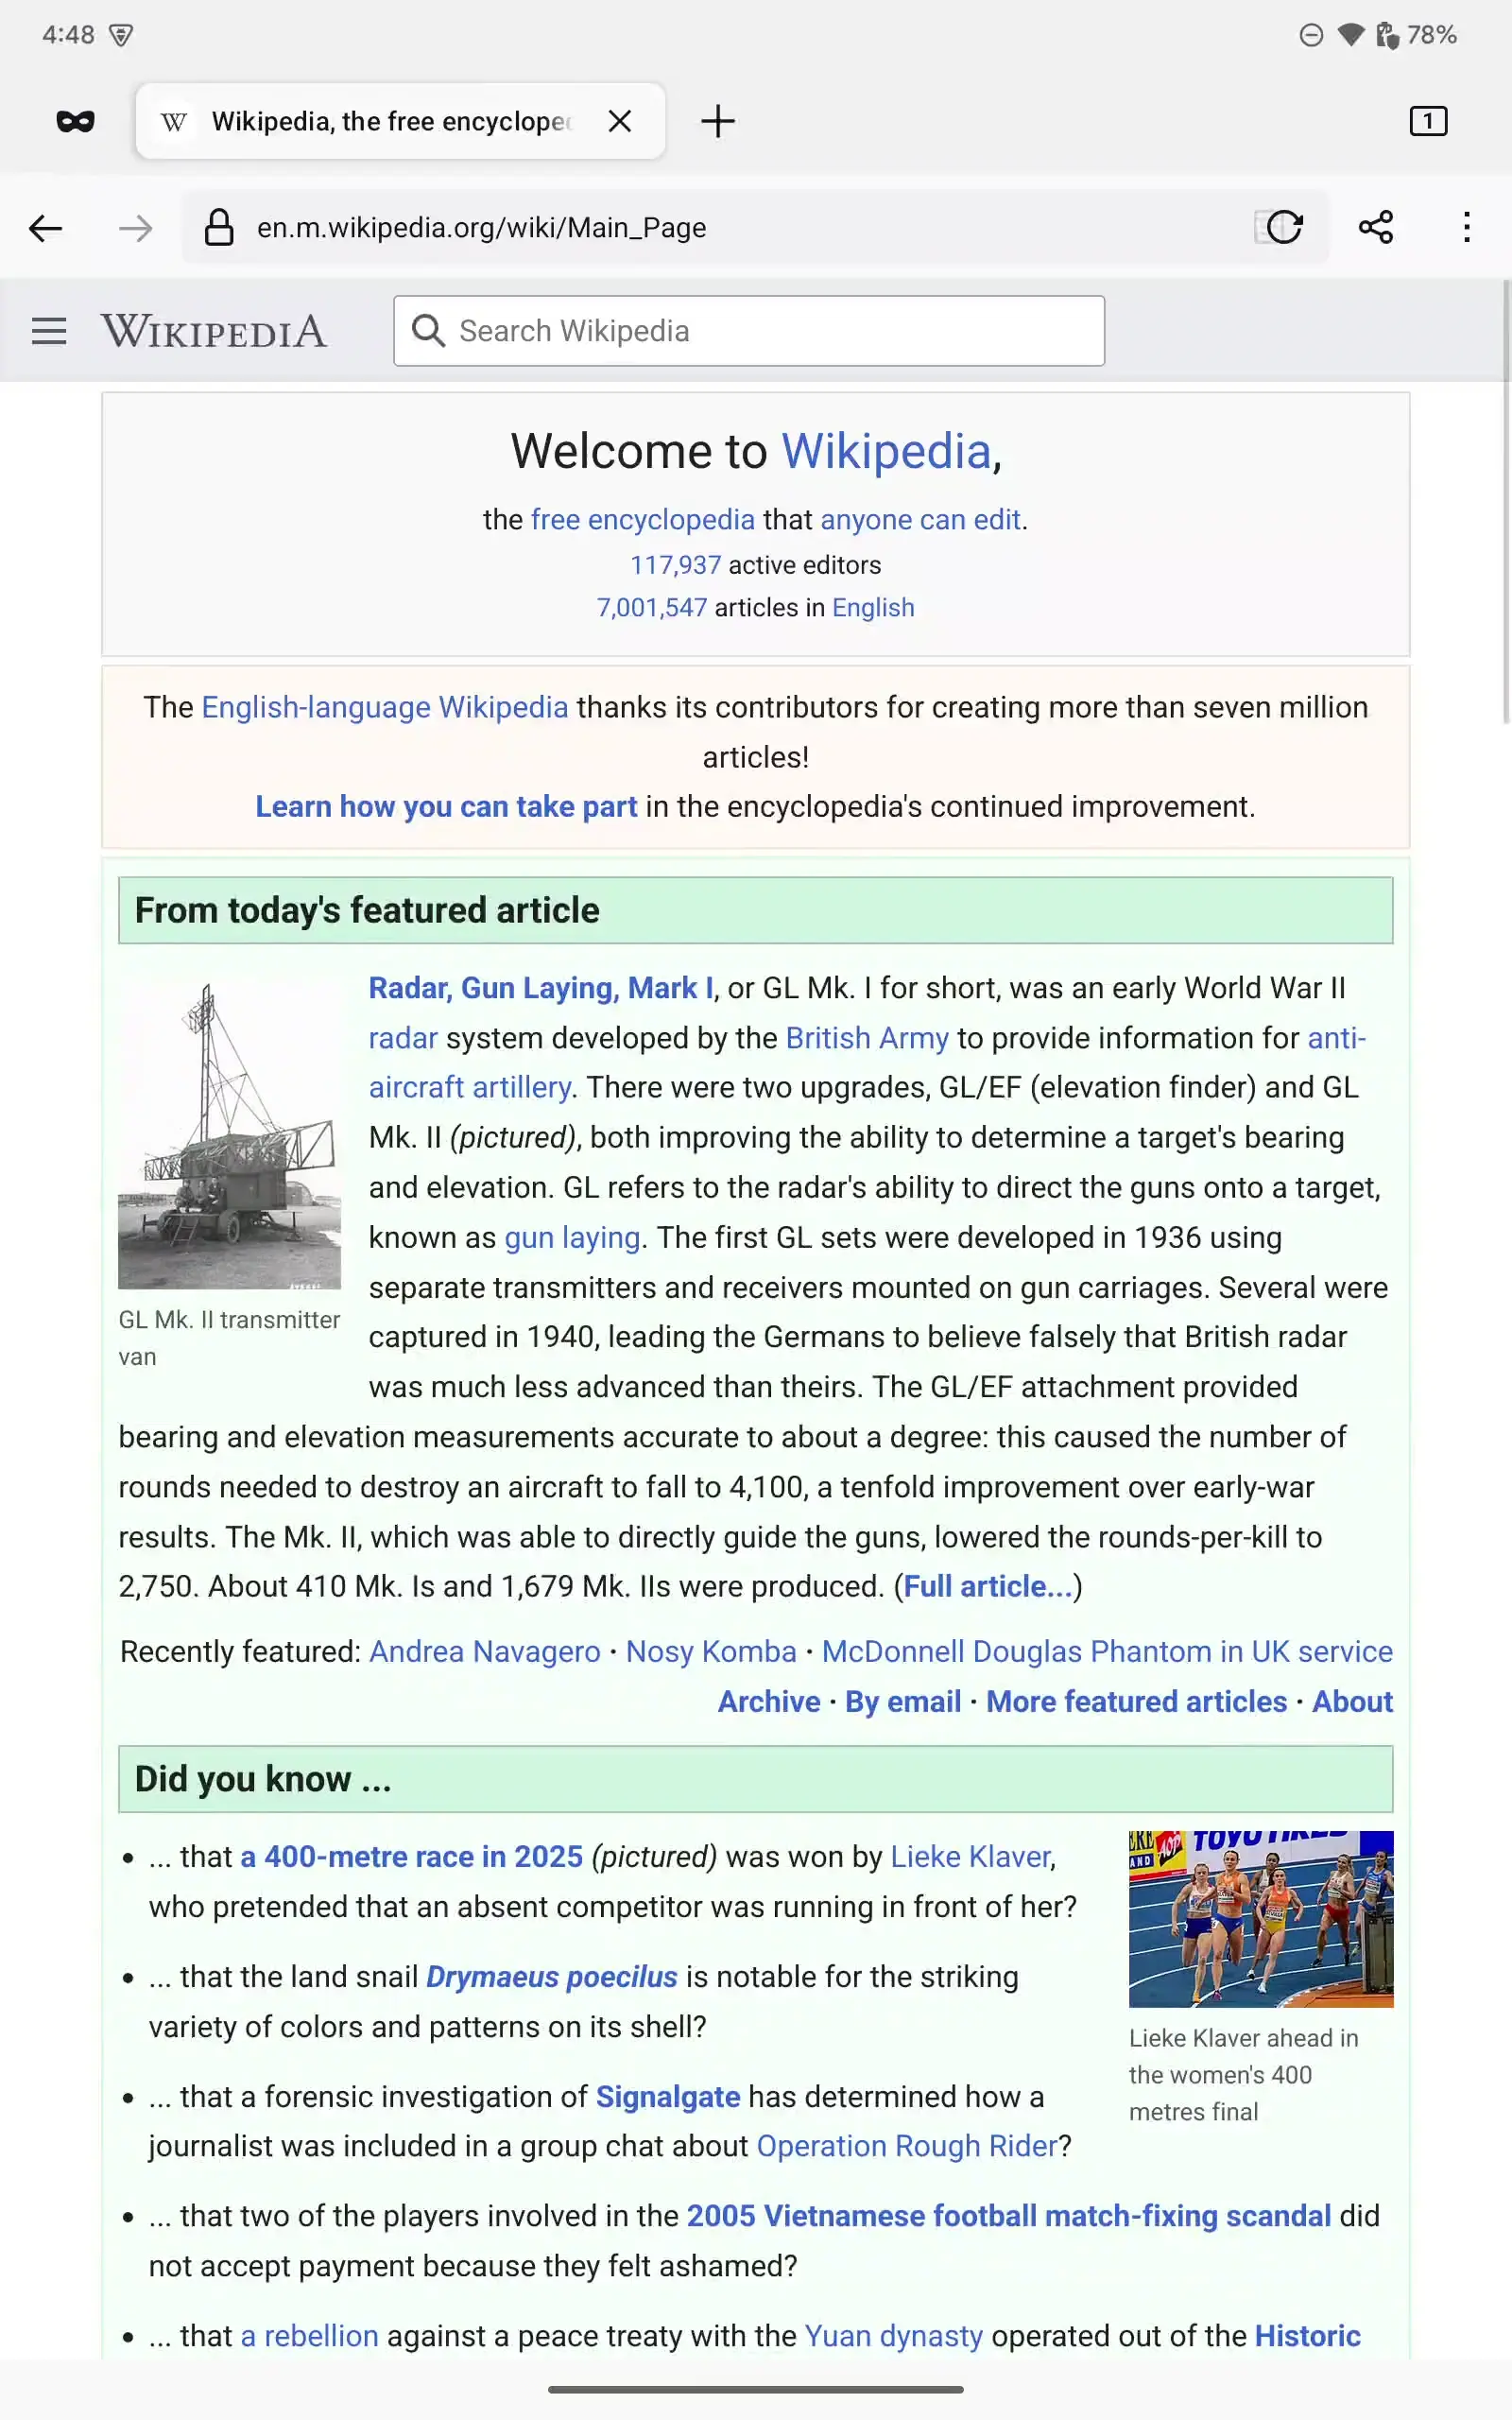 4:48
78%
W Wikipedia, the free encyclope
1
en.m.wikipedia.org/wiki/Main_Page
WIKIPEDIA
Search Wikipedia
Welcome to Wikipedia,
the free encyclopedia that anyone can edit.
117,937 active editors
7,001,547 articles in English
The English-language Wikipedia thanks its contributors for creating more than seven million
articles!
Learn how you can take part in the encyclopedia's continued improvement.
From today's featured article
Radar, Gun Laying, Mark I, or GL Mk. I for short, was an early World War II
radar system developed by the British Army to provide information for anti-
aircraft artillery. There were two upgrades, GL/EF (elevation finder) and GL
Mk. II (pictured), both improving the ability to determine a target's bearing
and elevation. GL refers to the radar's ability to direct the guns onto a target,
known as gun laying. The first GL sets were developed in 1936 using
separate transmitters and receivers mounted on gun carriages. Several were
captured in 1940, leading the Germans to believe falsely that British radar
was much less advanced than theirs. The GL/EF attachment provided
GL Mk. II transmitter
van
bearing and elevation measurements accurate to about a degree: this caused the number of
rounds needed to destroy an aircraft to fall to 4,100, a tenfold improvement over early-war
results. The Mk. II, which was able to directly guide the guns, lowered the rounds-per-kill to
2,750. About 410 Mk. Is and 1,679 Mk. IIs were produced. (Full article...)
Recently featured: Andrea Navagero · Nosy Komba · McDonnell Douglas Phantom in UK service
Archive · By email · More featured articles · About
Did you know ...
... that a 400-metre race in 2025 (pictured) was won by Lieke Klaver,
who pretended that an absent competitor was running in front of her?
... that the land snail Drymaeus poecilus is notable for the striking
variety of colors and patterns on its shell?
... that a forensic investigation of Signalgate has determined how a
journalist was included in a group chat about Operation Rough Rider?
TOYO TIRES
Lieke Klaver ahead in
the women's 400
metres final
... that two of the players involved in the 2005 Vietnamese football match-fixing scandal did
not accept payment because they felt ashamed?
... that a rebellion against a peace treaty with the Yuan dynasty operated out of the Historic